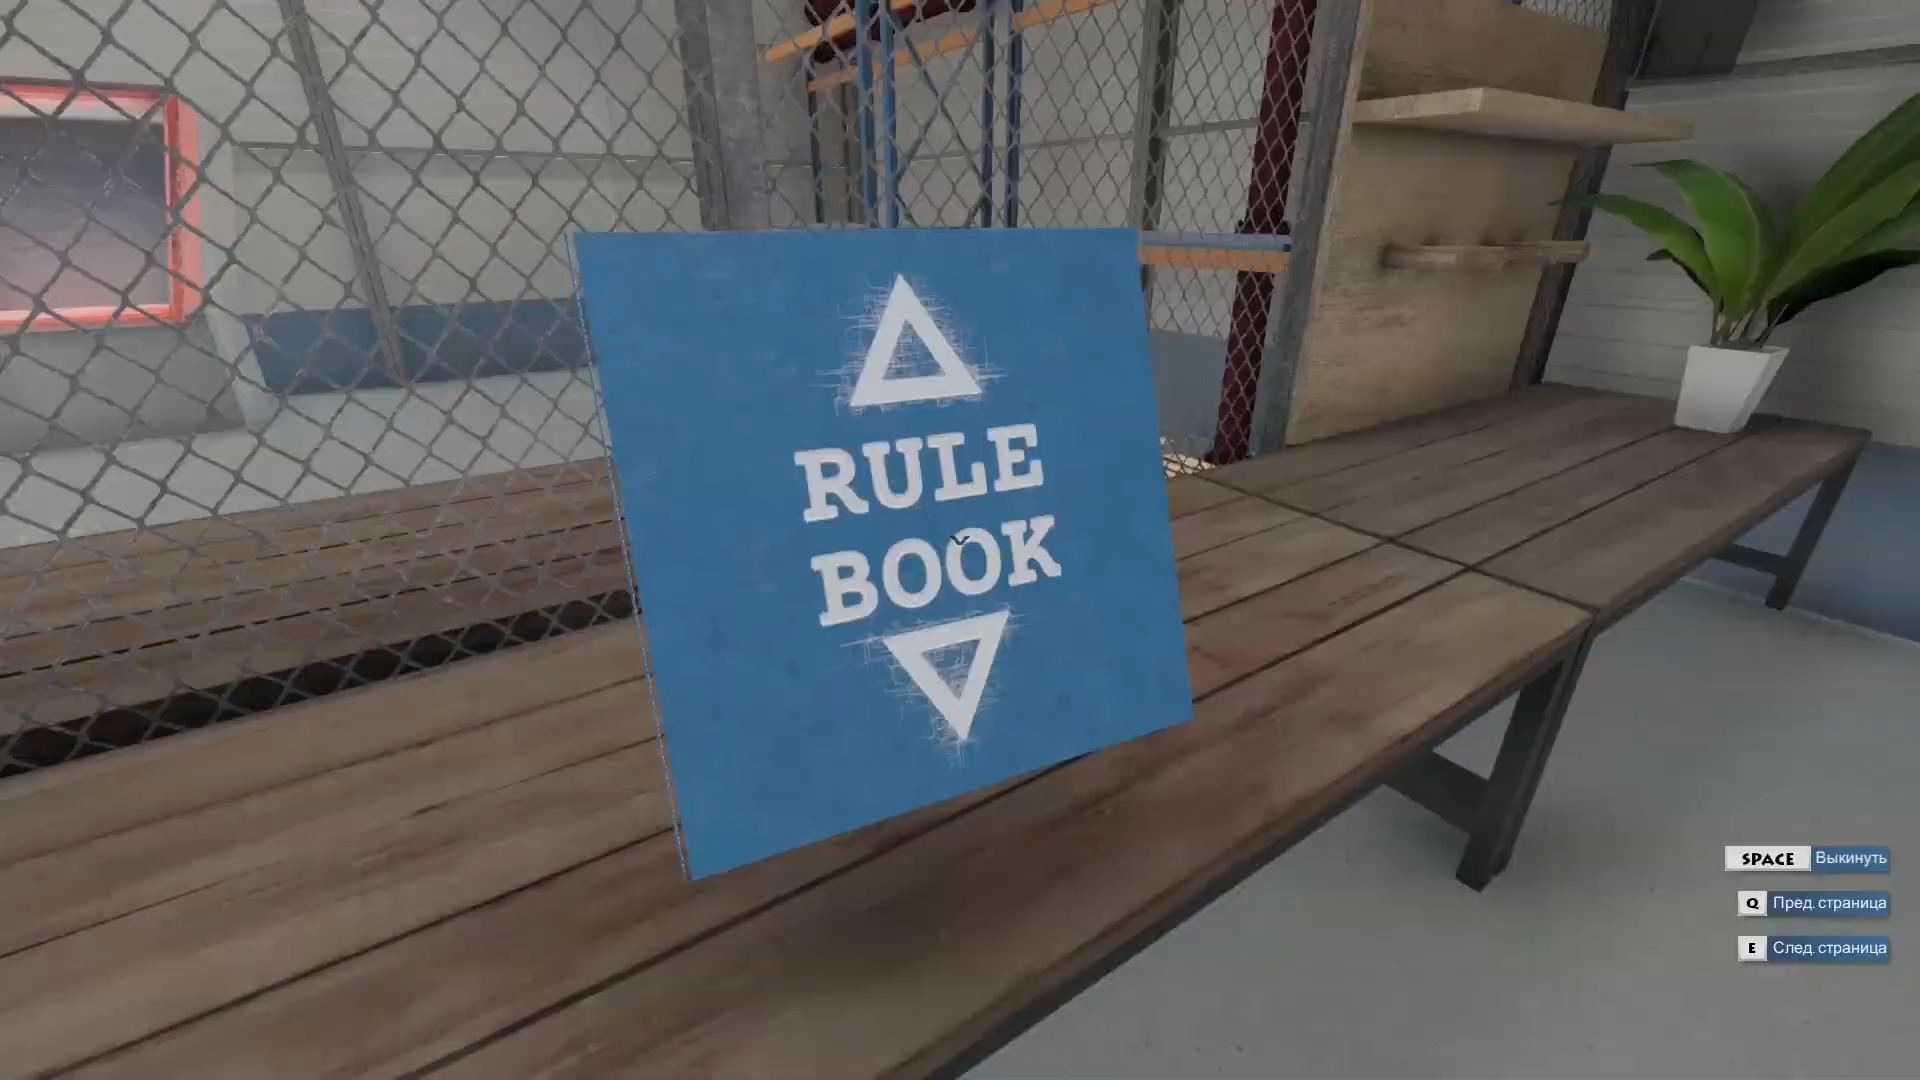 RULE
BOOK
SPACE Выкинуть
Q Пред. страница
E След. страница